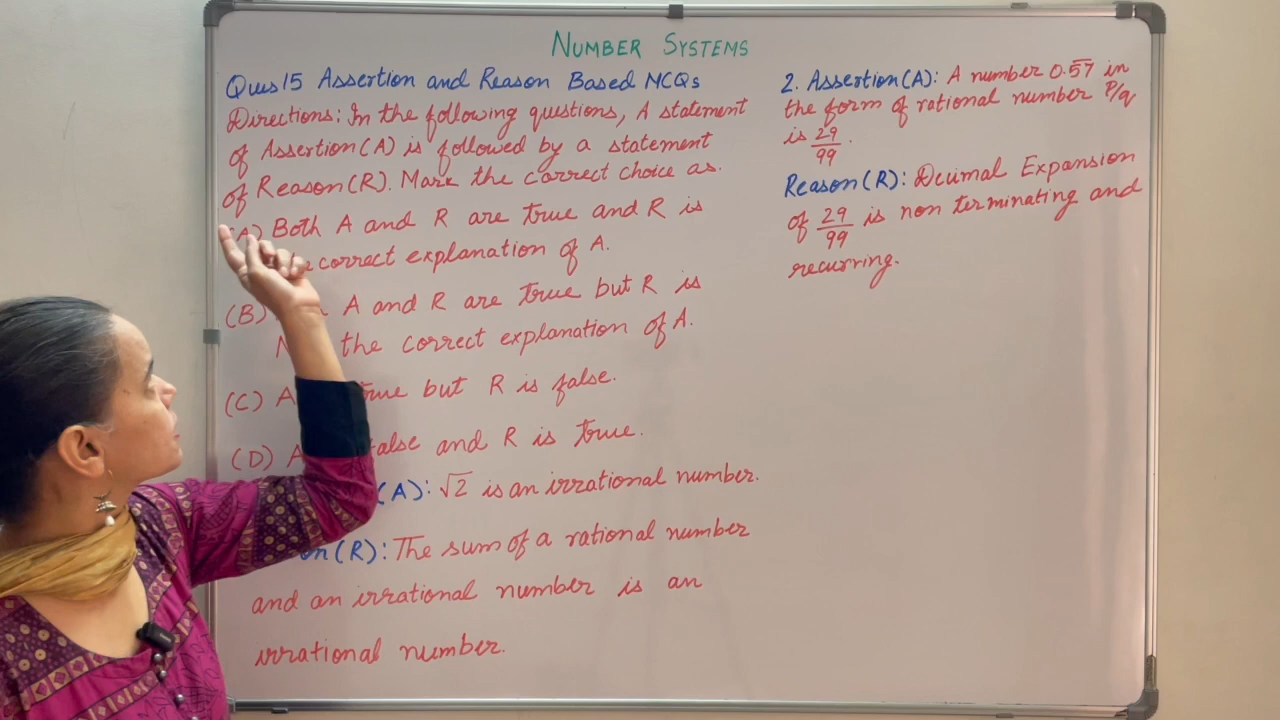 NUMBER SYSTEMS
Ques15 Assertion and Reason Based MCQs
Directions: In the following questions, A statement
of Assertion(A) is followed by a statement
of Reason(R). Mark the correct choice as.
(A) Both A and R are true and R is
correct explanation of A.
(B) A and R are true but R is
the correct explanation of A.
(C) A true but R is false.
(D) A false and R is true.
(A): √2 is an irrational number.
(R): The sum of a rational number
and an irrational number is an
irrational number.
2. Assertion(A): A number 0.5̅7̅ in
the form of rational number P/q
is 29/99.
Reason(R): Decimal Expansion
of 29/99 is non terminating and
recurring.